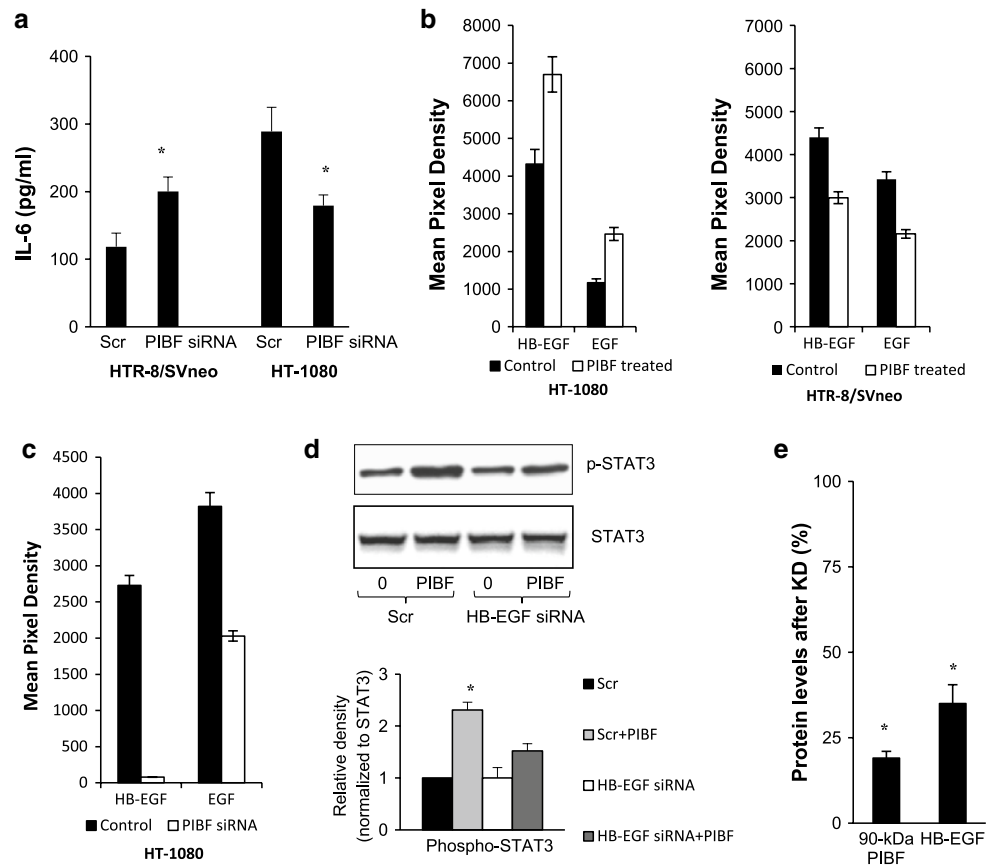 a
IL-6 (pg/ml)
400
300
200
100
0
*
*
Scr PIBF siRNA Scr PIBF siRNA
HTR-8/SVneo HT-1080
b
Mean Pixel Density
8000
7000
6000
5000
4000
3000
2000
1000
0
HB-EGF EGF
Control PIBF treated
HT-1080
Mean Pixel Density
7000
6000
5000
4000
3000
2000
1000
0
HB-EGF EGF
Control PIBF treated
HTR-8/SVneo
c
Mean Pixel Density
4500
4000
3500
3000
2500
2000
1500
1000
500
0
HB-EGF EGF
Control PIBF siRNA
HT-1080
d
p-STAT3
STAT3
0 PIBF 0 PIBF
Scr HB-EGF siRNA
Relative density
(normalized to STAT3)
3
2
1
0
*
Phospho-STAT3
Scr
Scr+PIBF
HB-EGF siRNA
HB-EGF siRNA+PIBF
e
Protein levels after KD (%)
100
75
50
25
0
*
*
90-kDa HB-EGF
PIBF